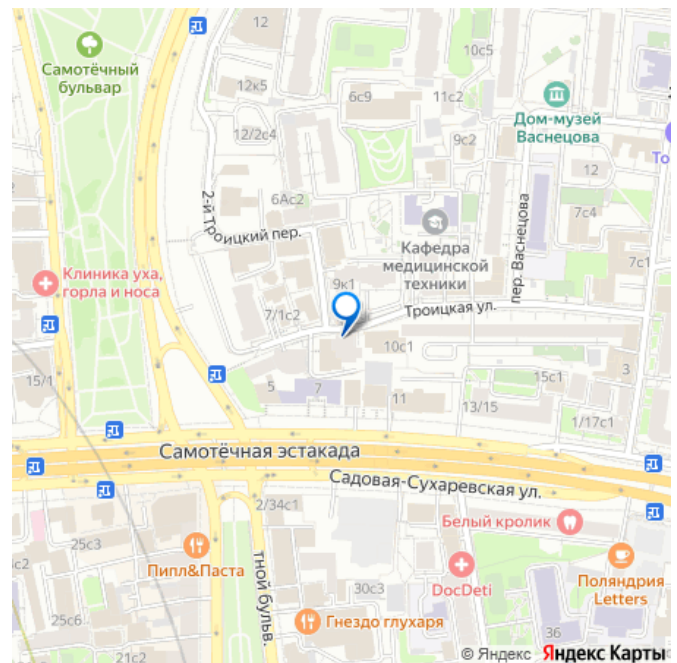 12
10с5
Самотёчный
бульвар
12к5
6с9
11с2
Дом-музей
Васнецова
12/2с4
9с2
То
12
6Ас2
2-й Троицкий пер.
7с4
пер. Васнецова
Кафедра
медицинской
техники
7с1
Клиника уха,
горла и носа
9к1
Троицкая ул.
7/1с2
10с1
3
15/1
5
7
11
15с1
13/15
1/17с1
Самотёчная эстакада
Садовая-Сухаревская ул.
2/34с1
Белый кролик
25с3
Пипл&Паста
тной бульв.
DocDeti
Поляндрия
Letters
30с3
Гнездо глухаря
25с6
36
21с2
© Яндекс Яндекс Карты